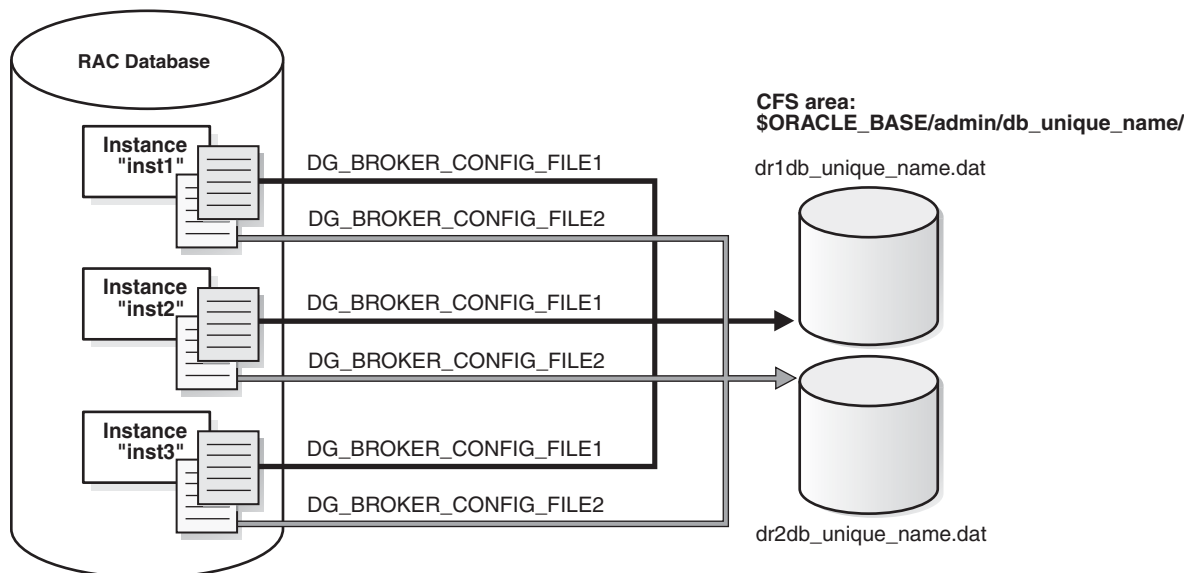 RAC Database
CFS area:
$ORACLE_BASE/admin/db_unique_name/
Instance
"inst1"
DG_BROKER_CONFIG_FILE1
dr1db_unique_name.dat
DG_BROKER_CONFIG_FILE2
Instance
"inst2"
DG_BROKER_CONFIG_FILE1
DG_BROKER_CONFIG_FILE2
Instance
"inst3"
DG_BROKER_CONFIG_FILE1
DG_BROKER_CONFIG_FILE2
dr2db_unique_name.dat